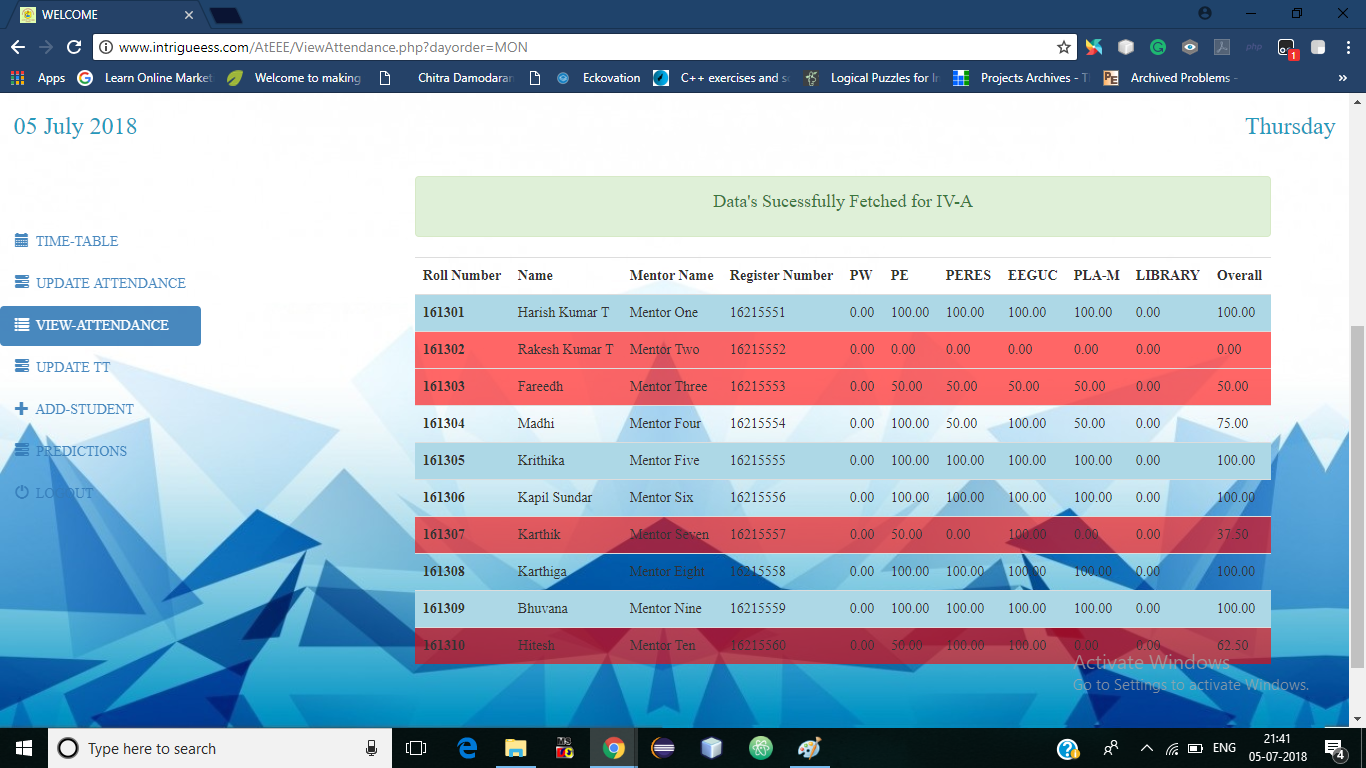 WELCOME
www.intrigueess.com/AtEEE/ViewAttendance.php?dayorder=MON
php
1
Apps Learn Online Market Welcome to making Chitra Damodaran Eckovation C++ exercises and so Logical Puzzles for In Projects Archives - T Archived Problems - »
05 July 2018 Thursday
Data's Sucessfully Fetched for IV-A
TIME-TABLE
UPDATE ATTENDANCE
VIEW-ATTENDANCE
UPDATE TT
ADD-STUDENT
PREDICTIONS
LOGOUT
Roll Number Name Mentor Name Register Number PW PE PERES EEGUC PLA-M LIBRARY Overall
161301 Harish Kumar T Mentor One 16215551 0.00 100.00 100.00 100.00 100.00 0.00 100.00
161302 Rakesh Kumar T Mentor Two 16215552 0.00 0.00 0.00 0.00 0.00 0.00 0.00
161303 Fareedh Mentor Three 16215553 0.00 50.00 50.00 50.00 50.00 0.00 50.00
161304 Madhi Mentor Four 16215554 0.00 100.00 50.00 100.00 50.00 0.00 75.00
161305 Krithika Mentor Five 16215555 0.00 100.00 100.00 100.00 100.00 0.00 100.00
161306 Kapil Sundar Mentor Six 16215556 0.00 100.00 100.00 100.00 100.00 0.00 100.00
161307 Karthik Mentor Seven 16215557 0.00 50.00 0.00 100.00 0.00 0.00 37.50
161308 Karthiga Mentor Eight 16215558 0.00 100.00 100.00 100.00 100.00 0.00 100.00
161309 Bhuvana Mentor Nine 16215559 0.00 100.00 100.00 100.00 100.00 0.00 100.00
161310 Hitesh Mentor Ten 16215560 0.00 50.00 100.00 100.00 0.00 0.00 62.50
Activate Windows
Go to Settings to activate Windows.
Type here to search
ENG
21:41
05-07-2018
4